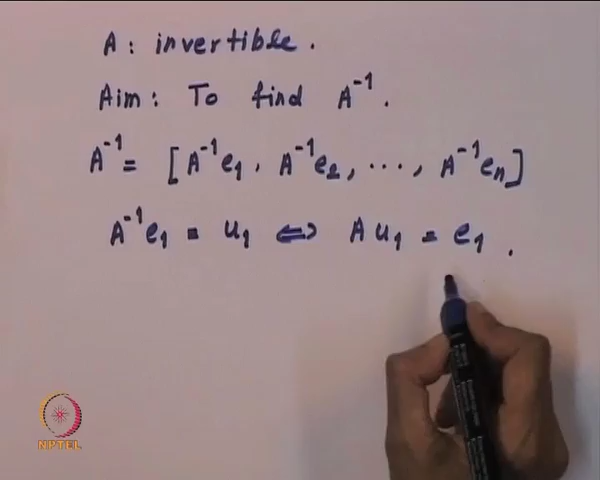 A: invertible.
Aim: To find A⁻¹.
A⁻¹ = [A⁻¹e₁, A⁻¹e₂, ..., A⁻¹eₙ]
A⁻¹e₁ = u₁ ⇔ Au₁ = e₁.
NPTEL